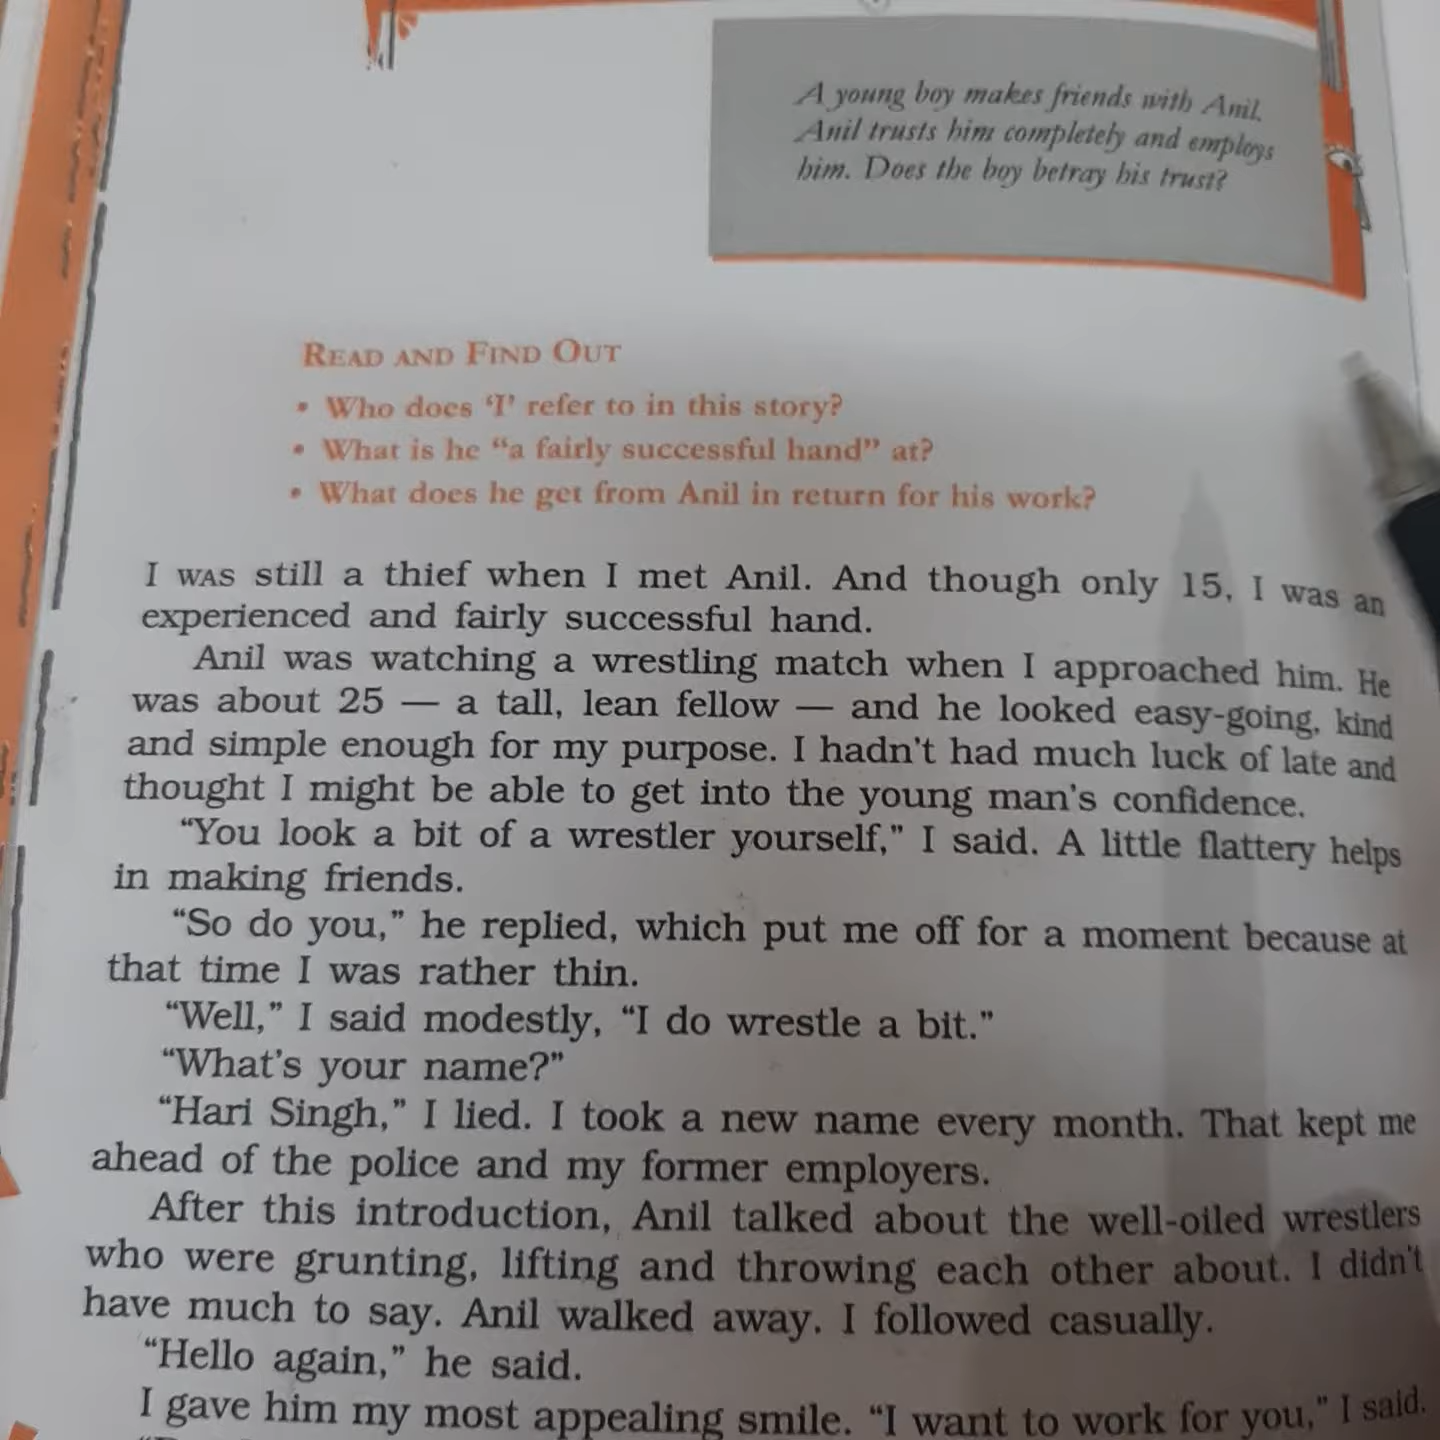 A young boy makes friends with Anil.
Anil trusts him completely and employs
him. Does the boy betray his trust?
READ AND FIND OUT
• Who does ‘I’ refer to in this story?
• What is he “a fairly successful hand” at?
• What does he get from Anil in return for his work?
I WAS still a thief when I met Anil. And though only 15, I was an
experienced and fairly successful hand.
Anil was watching a wrestling match when I approached him. He
was about 25 — a tall, lean fellow — and he looked easy-going, kind
and simple enough for my purpose. I hadn't had much luck of late and
thought I might be able to get into the young man's confidence.
“You look a bit of a wrestler yourself,” I said. A little flattery helps
in making friends.
“So do you,” he replied, which put me off for a moment because at
that time I was rather thin.
“Well,” I said modestly, “I do wrestle a bit.”
“What's your name?”
“Hari Singh,” I lied. I took a new name every month. That kept me
ahead of the police and my former employers.
After this introduction, Anil talked about the well-oiled wrestlers
who were grunting, lifting and throwing each other about. I didn't
have much to say. Anil walked away. I followed casually.
“Hello again,” he said.
I gave him my most appealing smile. “I want to work for you,” I said.